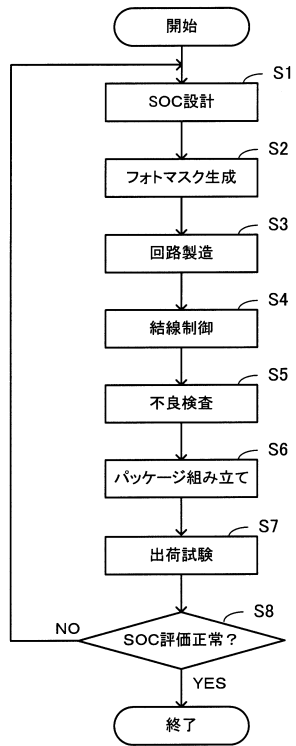 開始
S1
SOC設計
S2
フォトマスク生成
S3
回路製造
S4
結線制御
S5
不良検査
S6
パッケージ組み立て
S7
出荷試験
S8
SOC評価正常?
NO
YES
終了